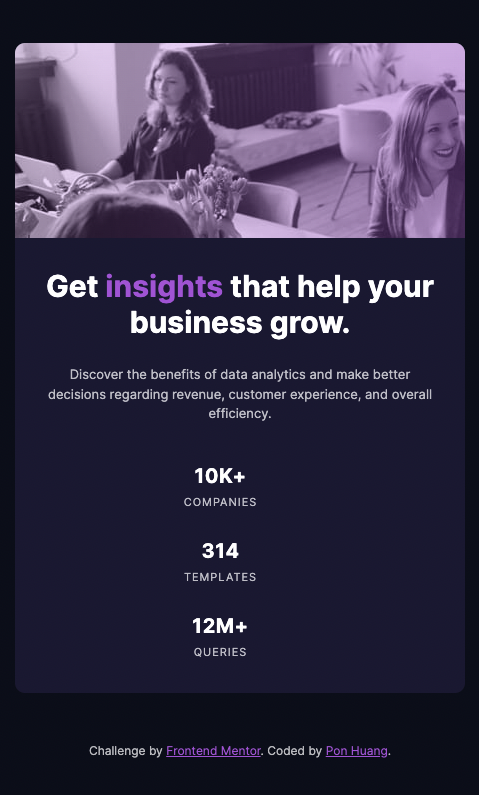 Get insights that help your
business grow.
Discover the benefits of data analytics and make better
decisions regarding revenue, customer experience, and overall
efficiency.
10K+
COMPANIES
314
TEMPLATES
12M+
QUERIES
Challenge by Frontend Mentor. Coded by Pon Huang.